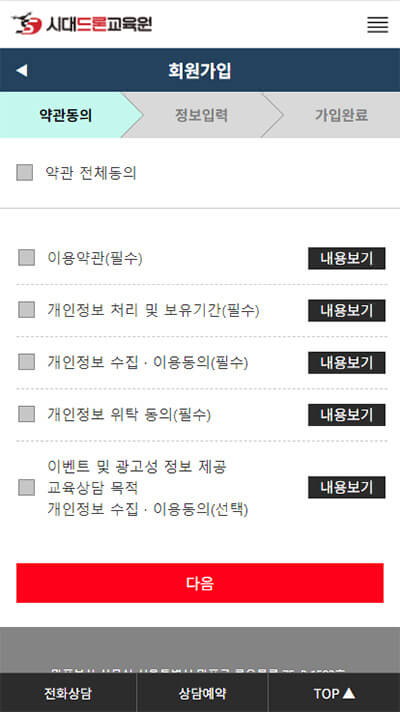 시대드론교육원
회원가입
약관동의
정보입력
가입완료
약관 전체동의
이용약관(필수)
내용보기
개인정보 처리 및 보유기간(필수)
내용보기
개인정보 수집 · 이용동의(필수)
내용보기
개인정보 위탁 동의(필수)
내용보기
이벤트 및 광고성 정보 제공
교육상담 목적
개인정보 수집 · 이용동의(선택)
내용보기
다음
전화상담
상담예약
TOP ▲